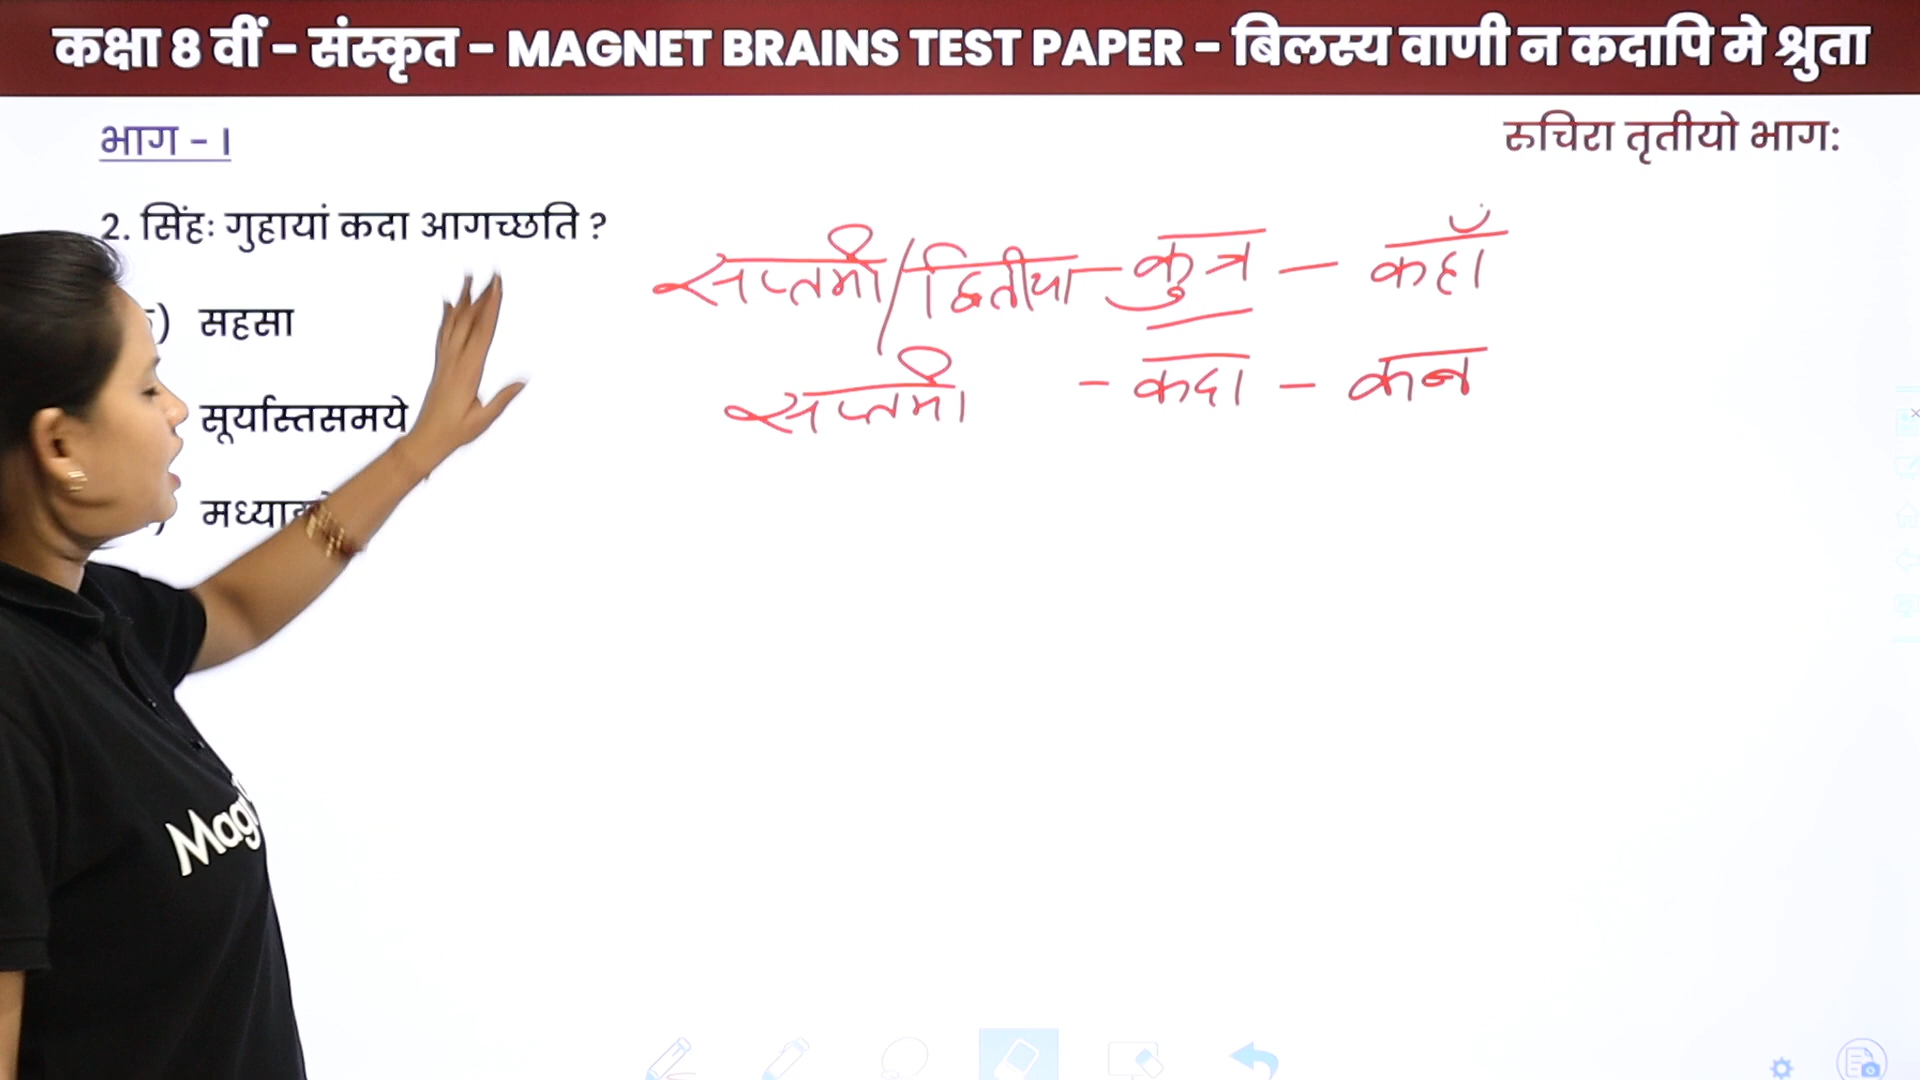 कक्षा 8 वीं - संस्कृत - MAGNET BRAINS TEST PAPER - बिलस्य वाणी न कदापि मे श्रुता
भाग - I
रुचिरा तृतीयो भाग:
2. सिंहः गुहायां कदा आगच्छति ?
सहसा
सूर्यास्तसमये
सप्तमी/द्वितीया - कुत्र - कहाँ
सप्तमी - कदा - कब